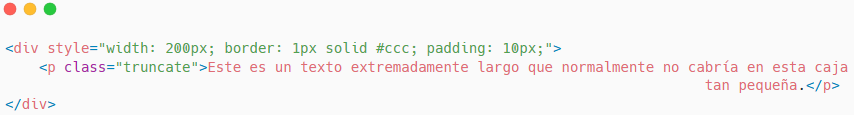 <div style="width: 200px; border: 1px solid #ccc; padding: 10px;">
<p class="truncate">Este es un texto extremadamente largo que normalmente no cabría en esta caja
tan pequeña.</p>
</div>